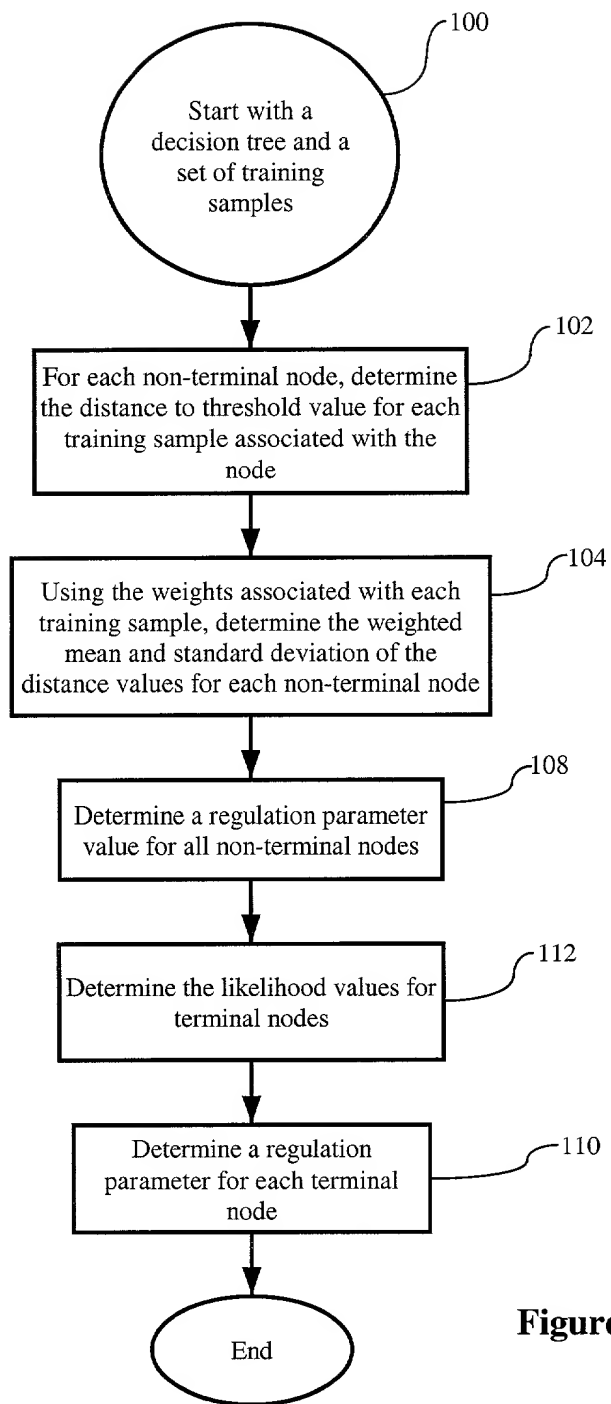 100
Start with a
decision tree and a
set of training
samples
102
For each non-terminal node, determine
the distance to threshold value for each
training sample associated with the
node
104
Using the weights associated with each
training sample, determine the weighted
mean and standard deviation of the
distance values for each non-terminal node
108
Determine a regulation parameter
value for all non-terminal nodes
112
Determine the likelihood values for
terminal nodes
110
Determine a regulation
parameter for each terminal
node
End
Figure